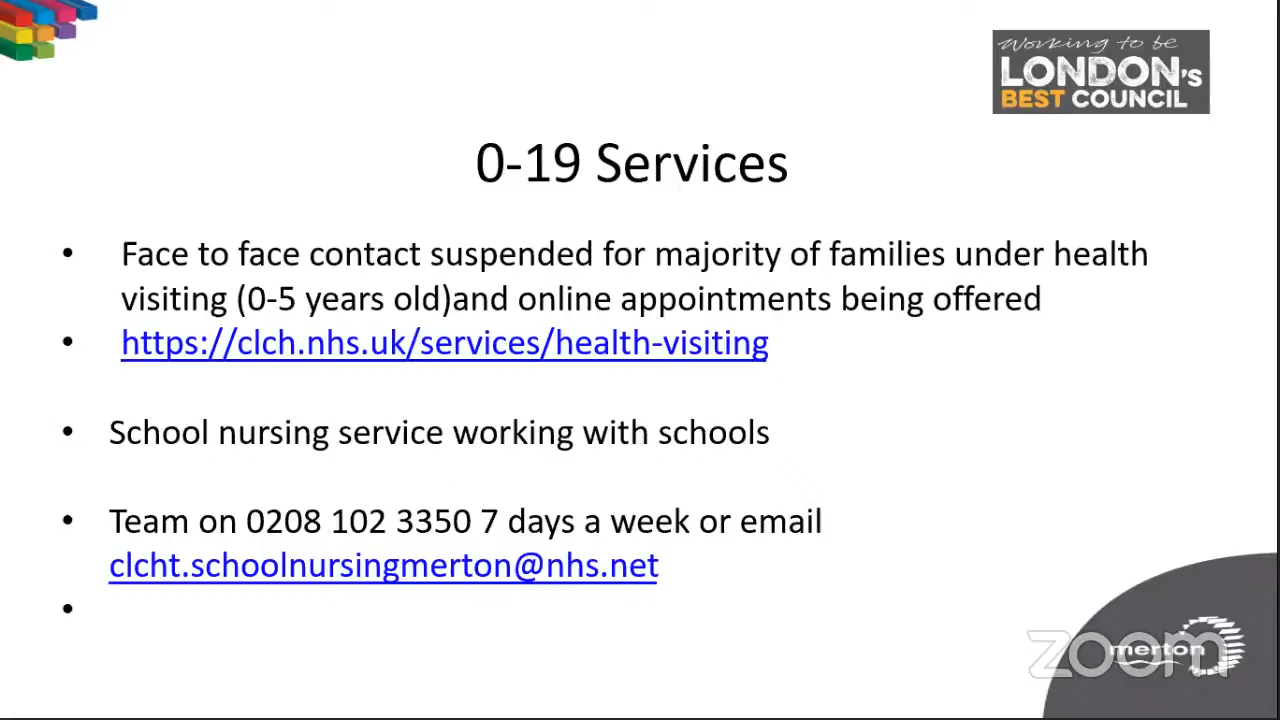 Working to be
LONDON's
BEST COUNCIL
0-19 Services
• Face to face contact suspended for majority of families under health
visiting (0-5 years old)and online appointments being offered
• https://clch.nhs.uk/services/health-visiting
• School nursing service working with schools
• Team on 0208 102 3350 7 days a week or email
clcht.schoolnursingmerton@nhs.net
•
zoom
merton